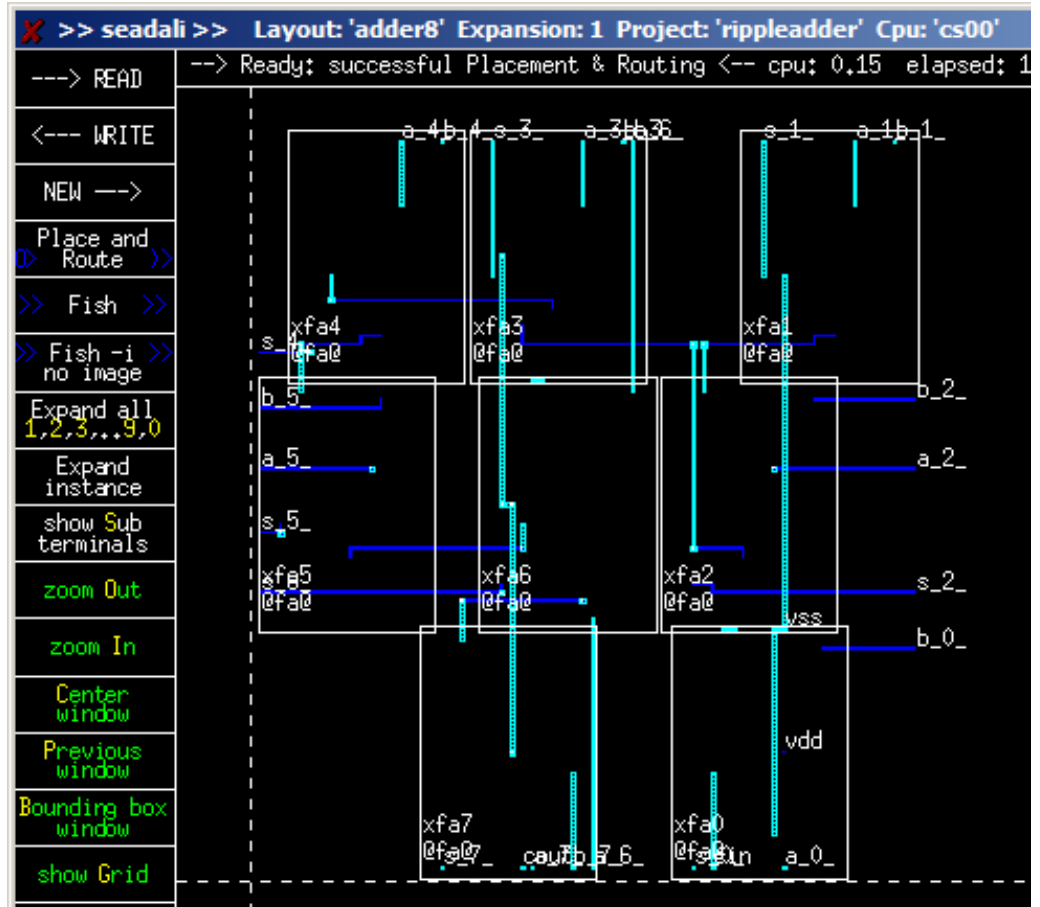 >> seadali >> Layout: 'adder8' Expansion: 1 Project: 'rippleadder' Cpu: 'cs00'
--> Ready: successful Placement & Routing <-- cpu: 0.15 elapsed: 1
---> READ
<--- WRITE
NEW --->
Place and
Route >>
>> Fish >>
>> Fish -i >>
no image
Expand all
1,2,3,..9,0
Expand
instance
show Sub
terminals
zoom Out
zoom In
Center
window
Previous
window
Bounding box
window
show Grid
a_4_ b_4_ s_3_ a_3_ s_1_ a_1_ b_1_
xfa4 xfa3 xfa1
@fa@ @fa@ @fa@
b_5_ b_2_
a_5_ a_2_
s_5_
xfa5 xfa6 xfa2 s_2_
@fa@ @fa@ @fa@
vss
b_0_
vdd
xfa7 xfa0
a_0_